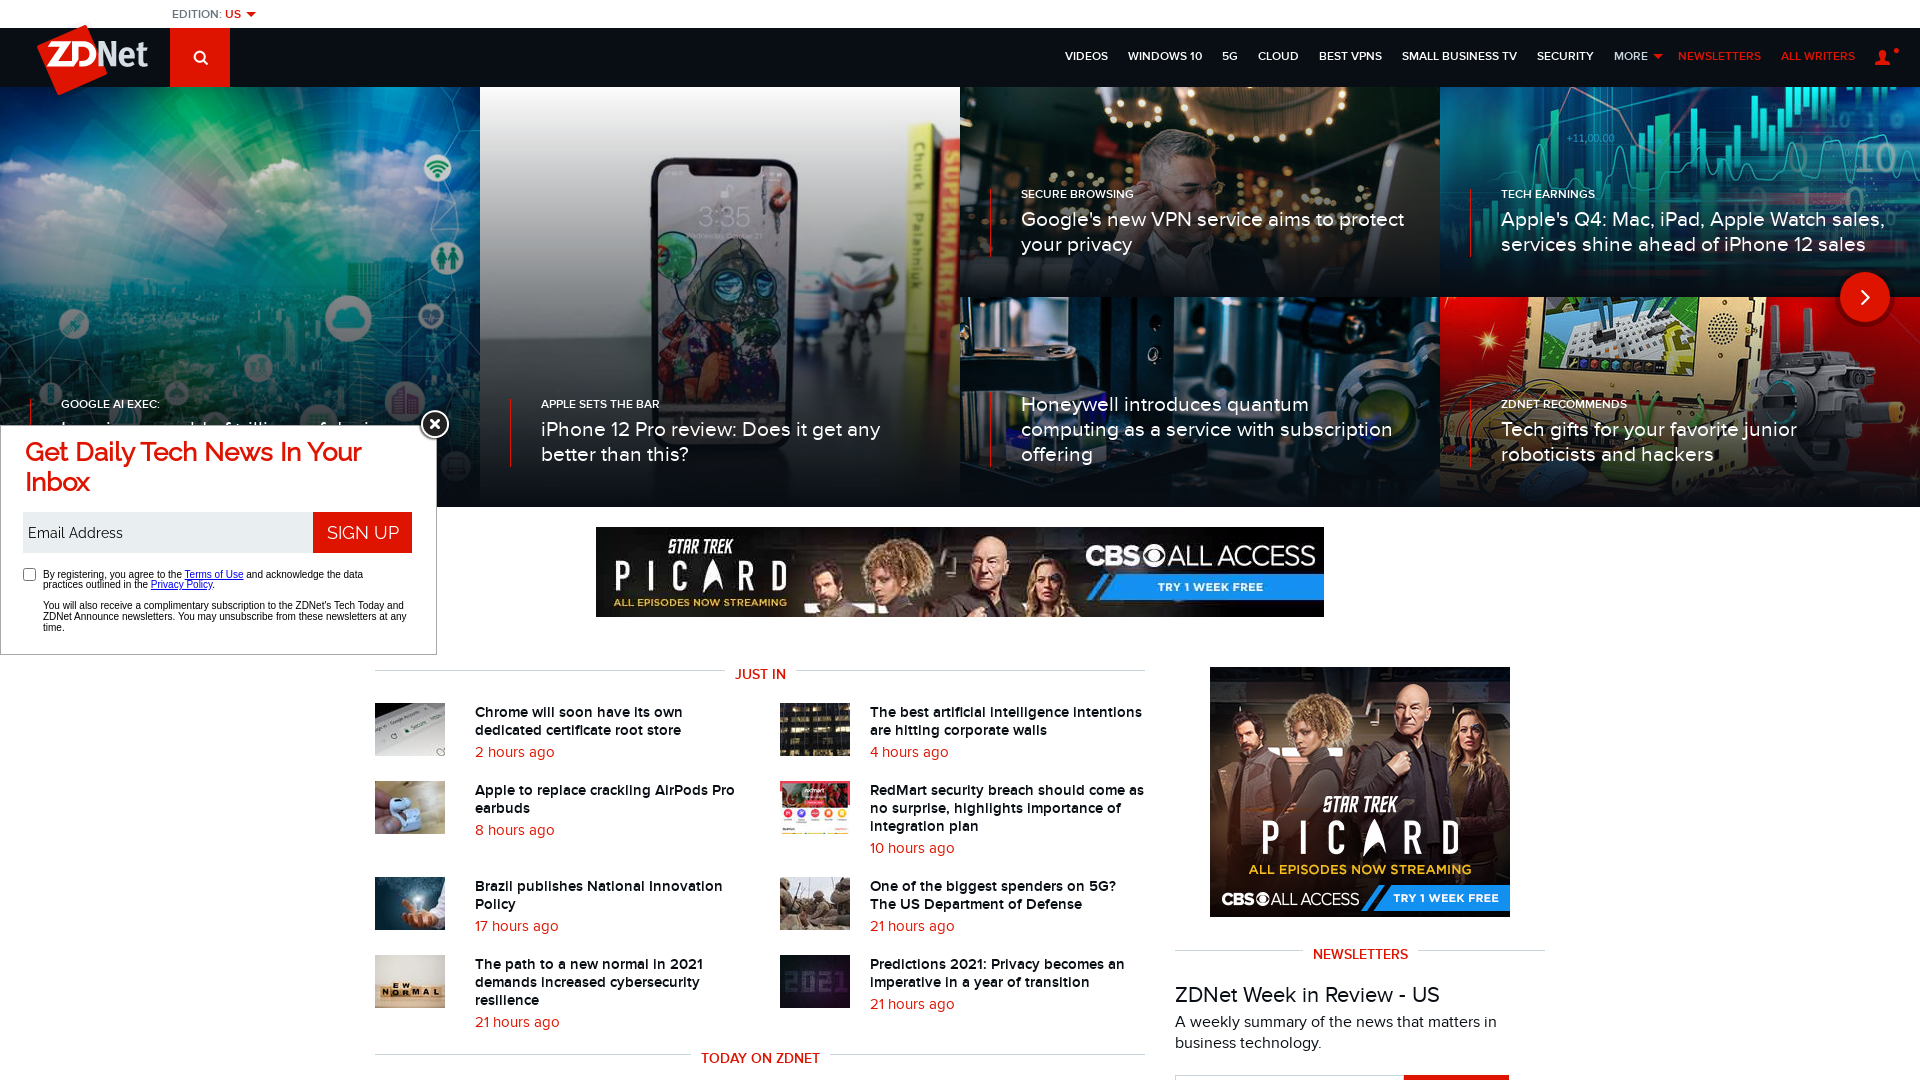 EDITION: US
ZDNet
VIDEOS WINDOWS 10 5G CLOUD BEST VPNS SMALL BUSINESS TV SECURITY MORE NEWSLETTERS ALL WRITERS
GOOGLE AI EXEC:
APPLE SETS THE BAR
iPhone 12 Pro review: Does it get any
better than this?
3:35
Chuck Palahniuk
SECURE BROWSING
Google's new VPN service aims to protect
your privacy
TECH EARNINGS
Apple's Q4: Mac, iPad, Apple Watch sales,
services shine ahead of iPhone 12 sales
+11,00.00
Honeywell introduces quantum
computing as a service with subscription
offering
ZDNET RECOMMENDS
Tech gifts for your favorite junior
roboticists and hackers
Get Daily Tech News In Your
Inbox
Email Address
SIGN UP
By registering, you agree to the Terms of Use and acknowledge the data
practices outlined in the Privacy Policy.
You will also receive a complimentary subscription to the ZDNet's Tech Today and
ZDNet Announce newsletters. You may unsubscribe from these newsletters at any
time.
STAR TREK
PICARD
ALL EPISODES NOW STREAMING
CBS ALL ACCESS
TRY 1 WEEK FREE
JUST IN
Chrome will soon have its own
dedicated certificate root store
2 hours ago
The best artificial intelligence intentions
are hitting corporate walls
4 hours ago
Apple to replace crackling AirPods Pro
earbuds
8 hours ago
RedMart security breach should come as
no surprise, highlights importance of
integration plan
10 hours ago
Brazil publishes National Innovation
Policy
17 hours ago
One of the biggest spenders on 5G?
The US Department of Defense
21 hours ago
The path to a new normal in 2021
demands increased cybersecurity
resilience
21 hours ago
Predictions 2021: Privacy becomes an
imperative in a year of transition
21 hours ago
TODAY ON ZDNET
STAR TREK
PICARD
ALL EPISODES NOW STREAMING
CBS ALL ACCESS
TRY 1 WEEK FREE
NEWSLETTERS
ZDNet Week in Review - US
A weekly summary of the news that matters in
business technology.